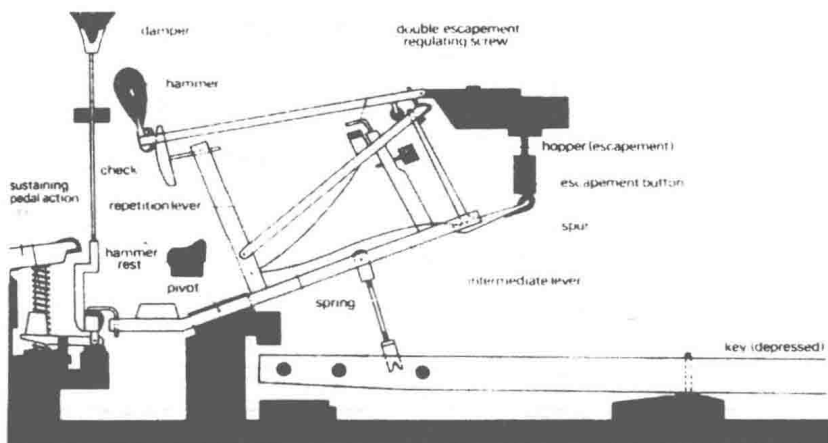 damper
double escapement
regulating screw
hammer
hopper (escapement)
check
escapement button
sustaining
pedal action
repetition lever
spur
hammer
rest
pivot
intermediate lever
spring
key (depressed)